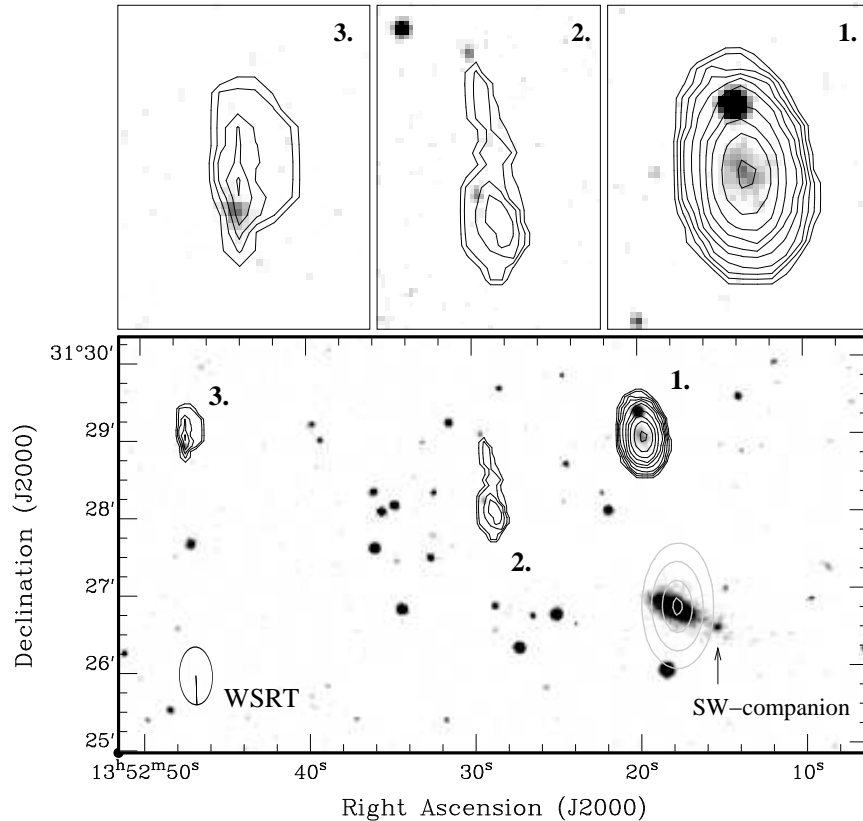 3.
2.
1.
31°30′
29′
28′
27′
26′
25′
3.
1.
2.
WSRT
SW−companion
13ʰ52ᵐ50ˢ
40ˢ
30ˢ
20ˢ
10ˢ
Declination (J2000)
Right Ascension (J2000)